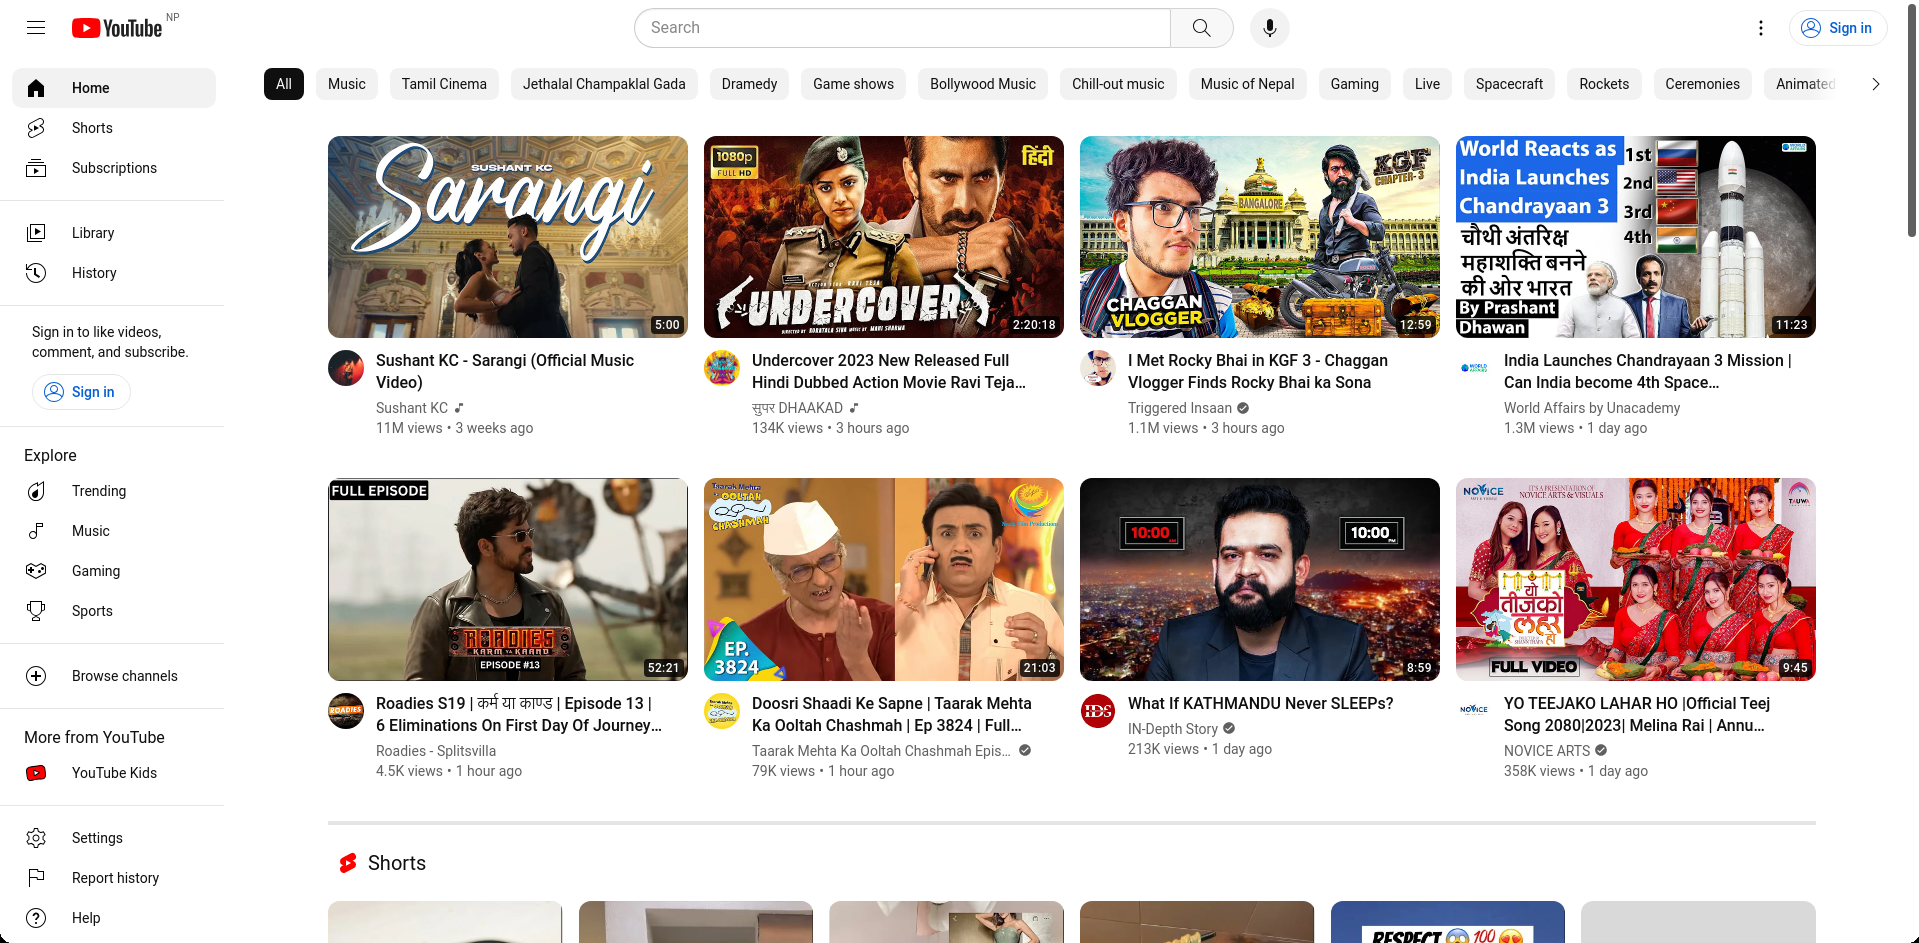 YouTube NP
Search
Sign in
Home
Shorts
Subscriptions
Library
History
Sign in to like videos,
comment, and subscribe.
Sign in
Explore
Trending
Music
Gaming
Sports
Browse channels
More from YouTube
YouTube Kids
Settings
Report history
Help
All
Music
Tamil Cinema
Jethalal Champaklal Gada
Dramedy
Game shows
Bollywood Music
Chill-out music
Music of Nepal
Gaming
Live
Spacecraft
Rockets
Ceremonies
Animated
SUSHANT KC
Sarangi
5:00
Sushant KC - Sarangi (Official Music
Video)
Sushant KC
11M views • 3 weeks ago
1080p
FULL HD
हिंदी
UNDERCOVER
2:20:18
Undercover 2023 New Released Full
Hindi Dubbed Action Movie Ravi Teja...
सुपर DHAAKAD
134K views • 3 hours ago
KGF
CHAPTER-3
BANGALORE
CHAGGAN
VLOGGER
12:59
I Met Rocky Bhai in KGF 3 - Chaggan
Vlogger Finds Rocky Bhai ka Sona
Triggered Insaan
1.1M views • 3 hours ago
World Reacts as
India Launches
Chandrayaan 3
1st
2nd
3rd
4th
चौथी अंतरिक्ष
महाशक्ति बनने
की ओर भारत
By Prashant
Dhawan
11:23
WORLD
AFFAIRS
India Launches Chandrayaan 3 Mission |
Can India become 4th Space...
World Affairs by Unacademy
1.3M views • 1 day ago
FULL EPISODE
ROADIES
KARM YA KAAND
EPISODE #13
52:21
ROADIES
Roadies S19 | कर्म या काण्ड | Episode 13 |
6 Eliminations On First Day Of Journey...
Roadies - Splitsvilla
4.5K views • 1 hour ago
Taarak Mehta
Ka OOLTAH
CHASHMAH
EP.
3824
21:03
Doosri Shaadi Ke Sapne | Taarak Mehta
Ka Ooltah Chashmah | Ep 3824 | Full...
Taarak Mehta Ka Ooltah Chashmah Epis...
79K views • 1 hour ago
10:00
10:00
8:59
IDS
What If KATHMANDU Never SLEEPs?
IN-Depth Story
213K views • 1 day ago
NOVICE
IT'S A PRESENTATION OF
NOVICE ARTS & VISUALS
TAUWA
यो
तीजको
लहर
हो
FULL VIDEO
9:45
NOVICE
YO TEEJAKO LAHAR HO |Official Teej
Song 2080|2023| Melina Rai | Annu...
NOVICE ARTS
358K views • 1 day ago
Shorts
RESPECT 100